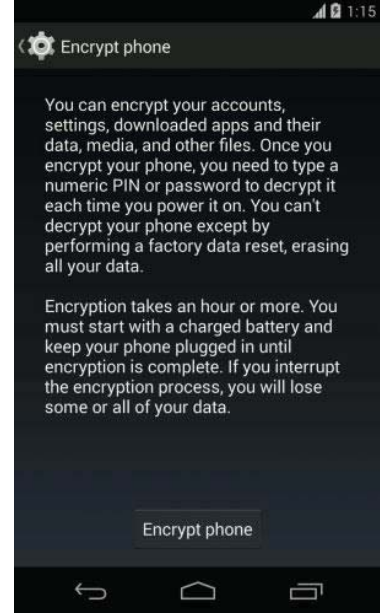 1:15
Encrypt phone
You can encrypt your accounts,
settings, downloaded apps and their
data, media, and other files. Once you
encrypt your phone, you need to type a
numeric PIN or password to decrypt it
each time you power it on. You can't
decrypt your phone except by
performing a factory data reset, erasing
all your data.
Encryption takes an hour or more. You
must start with a charged battery and
keep your phone plugged in until
encryption is complete. If you interrupt
the encryption process, you will lose
some or all of your data.
Encrypt phone